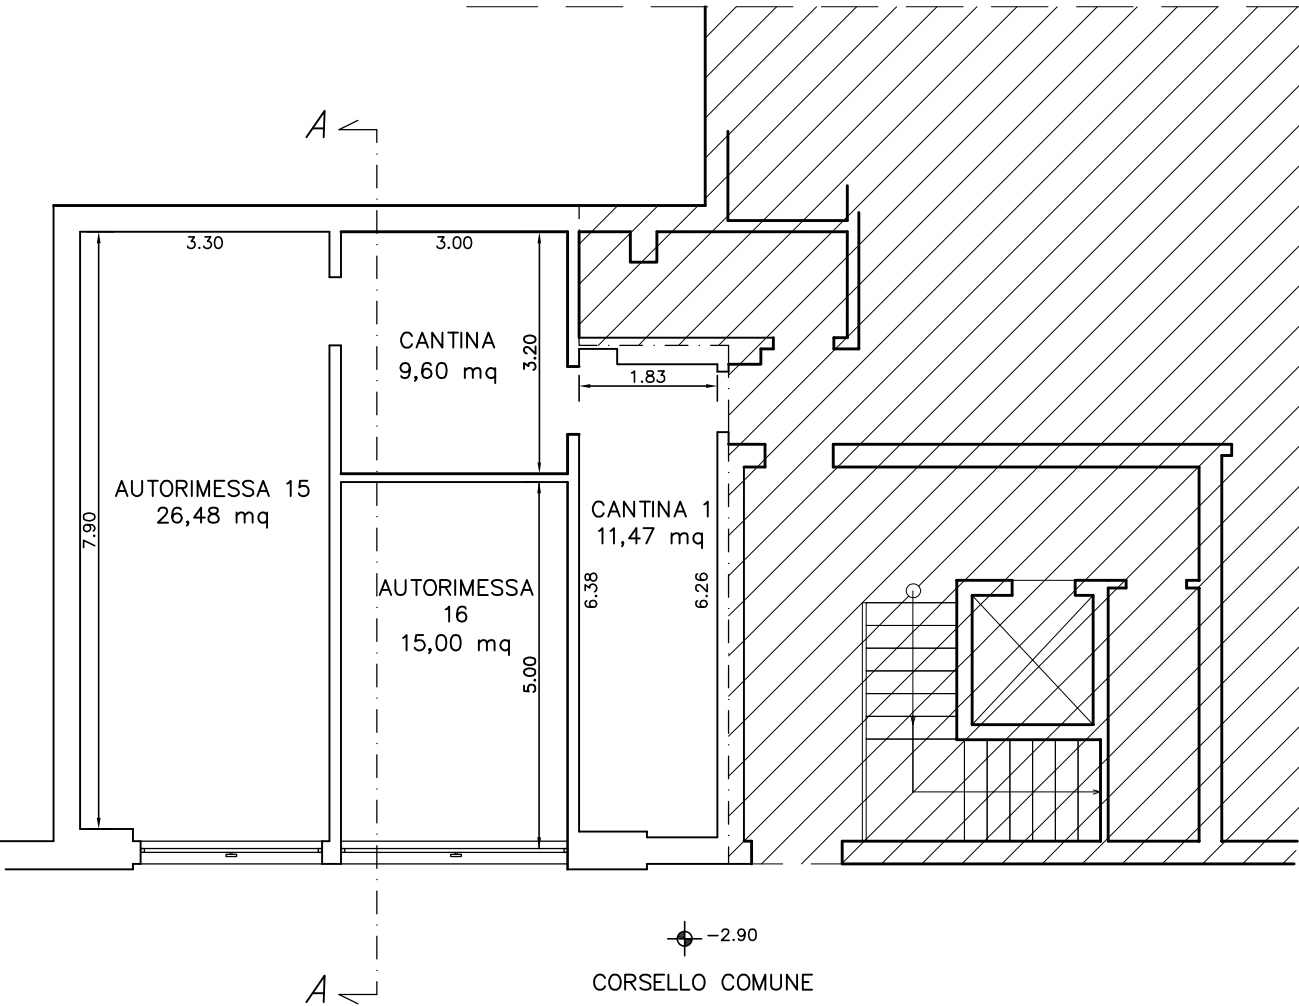 A
3.30
3.00
CANTINA
9,60 mq
3.20
1.83
AUTORIMESSA 15
26,48 mq
7.90
CANTINA 1
11,47 mq
AUTORIMESSA
16
15,00 mq
6.38
6.26
5.00
-2.90
CORSELLO COMUNE
A